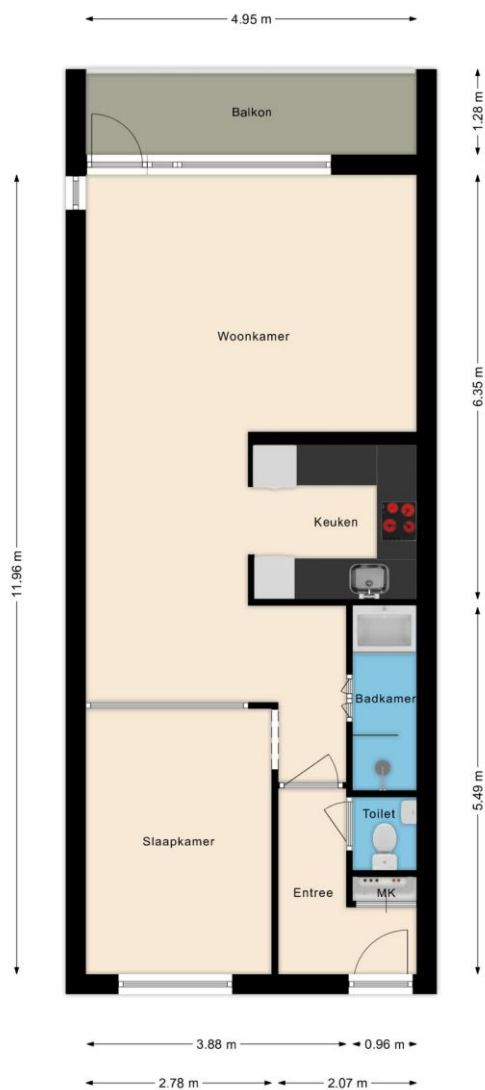 4.95 m
Balkon
1.28 m
Woonkamer
6.35 m
Keuken
11.96 m
Badkamer
5.49 m
Toilet
Slaapkamer
Entree
MK
3.88 m
0.96 m
2.78 m
2.07 m